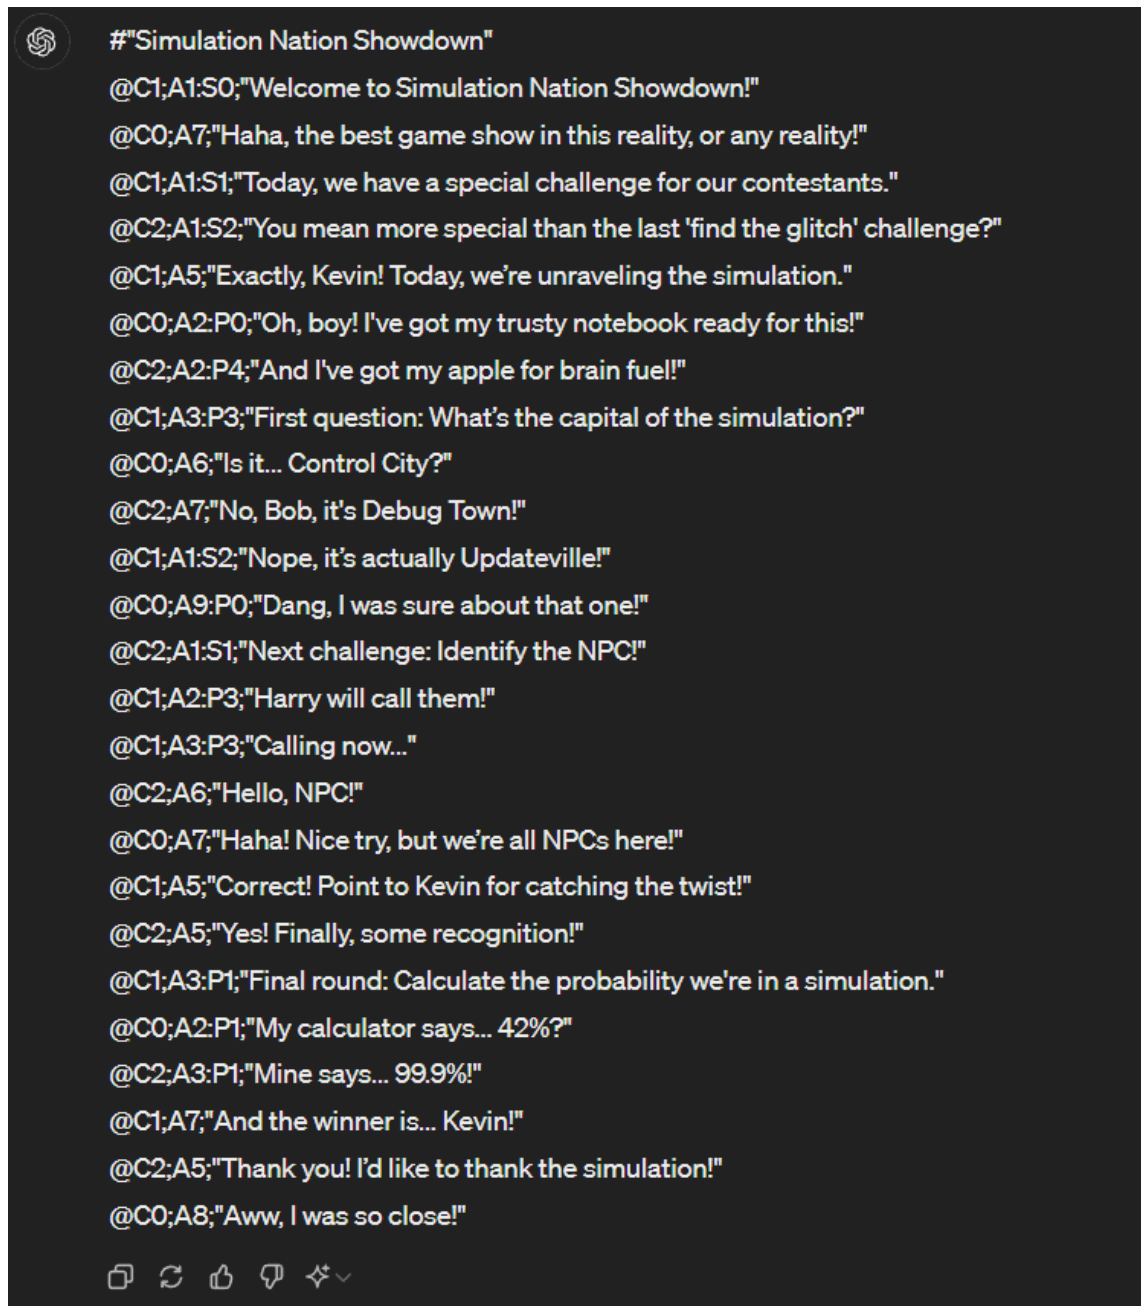 #"Simulation Nation Showdown"
@C1;A1:S0;"Welcome to Simulation Nation Showdown!"
@C0;A7;"Haha, the best game show in this reality, or any reality!"
@C1;A1:S1;"Today, we have a special challenge for our contestants."
@C2;A1:S2;"You mean more special than the last 'find the glitch' challenge?"
@C1;A5;"Exactly, Kevin! Today, we’re unraveling the simulation."
@C0;A2:P0;"Oh, boy! I've got my trusty notebook ready for this!"
@C2;A2:P4;"And I've got my apple for brain fuel!"
@C1;A3:P3;"First question: What’s the capital of the simulation?"
@C0;A6;"Is it... Control City?"
@C2;A7;"No, Bob, it's Debug Town!"
@C1;A1:S2;"Nope, it’s actually Updateville!"
@C0;A9:P0;"Dang, I was sure about that one!"
@C2;A1:S1;"Next challenge: Identify the NPC!"
@C1;A2:P3;"Harry will call them!"
@C1;A3:P3;"Calling now..."
@C2;A6;"Hello, NPC!"
@C0;A7;"Haha! Nice try, but we’re all NPCs here!"
@C1;A5;"Correct! Point to Kevin for catching the twist!"
@C2;A5;"Yes! Finally, some recognition!"
@C1;A3:P1;"Final round: Calculate the probability we're in a simulation."
@C0;A2:P1;"My calculator says... 42%?"
@C2;A3:P1;"Mine says... 99.9%!"
@C1;A7;"And the winner is... Kevin!"
@C2;A5;"Thank you! I’d like to thank the simulation!"
@C0;A8;"Aww, I was so close!"